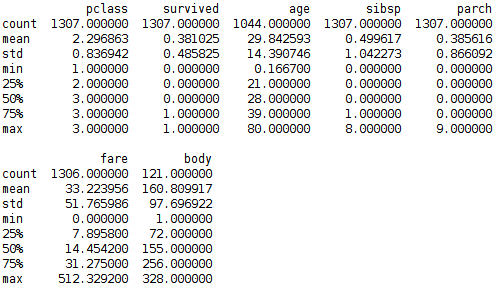 pclass     survived          age        sibsp        parch
count  1307.000000  1307.000000  1044.000000  1307.000000  1307.000000
mean      2.296863     0.381025    29.842593     0.499617     0.385616
std       0.836942     0.485825    14.390746     1.042273     0.866092
min       1.000000     0.000000     0.166700     0.000000     0.000000
25%       2.000000     0.000000    21.000000     0.000000     0.000000
50%       3.000000     0.000000    28.000000     0.000000     0.000000
75%       3.000000     1.000000    39.000000     1.000000     0.000000
max       3.000000     1.000000    80.000000     8.000000     9.000000
              fare        body
count  1306.000000  121.000000
mean     33.223956  160.809917
std      51.765986   97.696922
min       0.000000    1.000000
25%       7.895800   72.000000
50%      14.454200  155.000000
75%      31.275000  256.000000
max     512.329200  328.000000